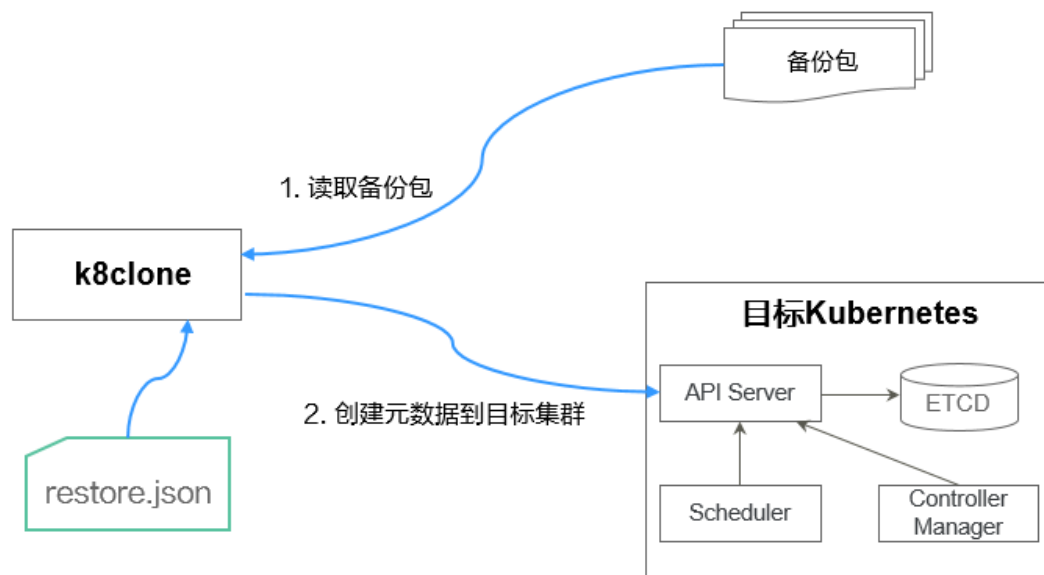 备份包
1. 读取备份包
k8clone
目标Kubernetes
API Server
ETCD
2. 创建元数据到目标集群
restore.json
Scheduler
Controller
Manager